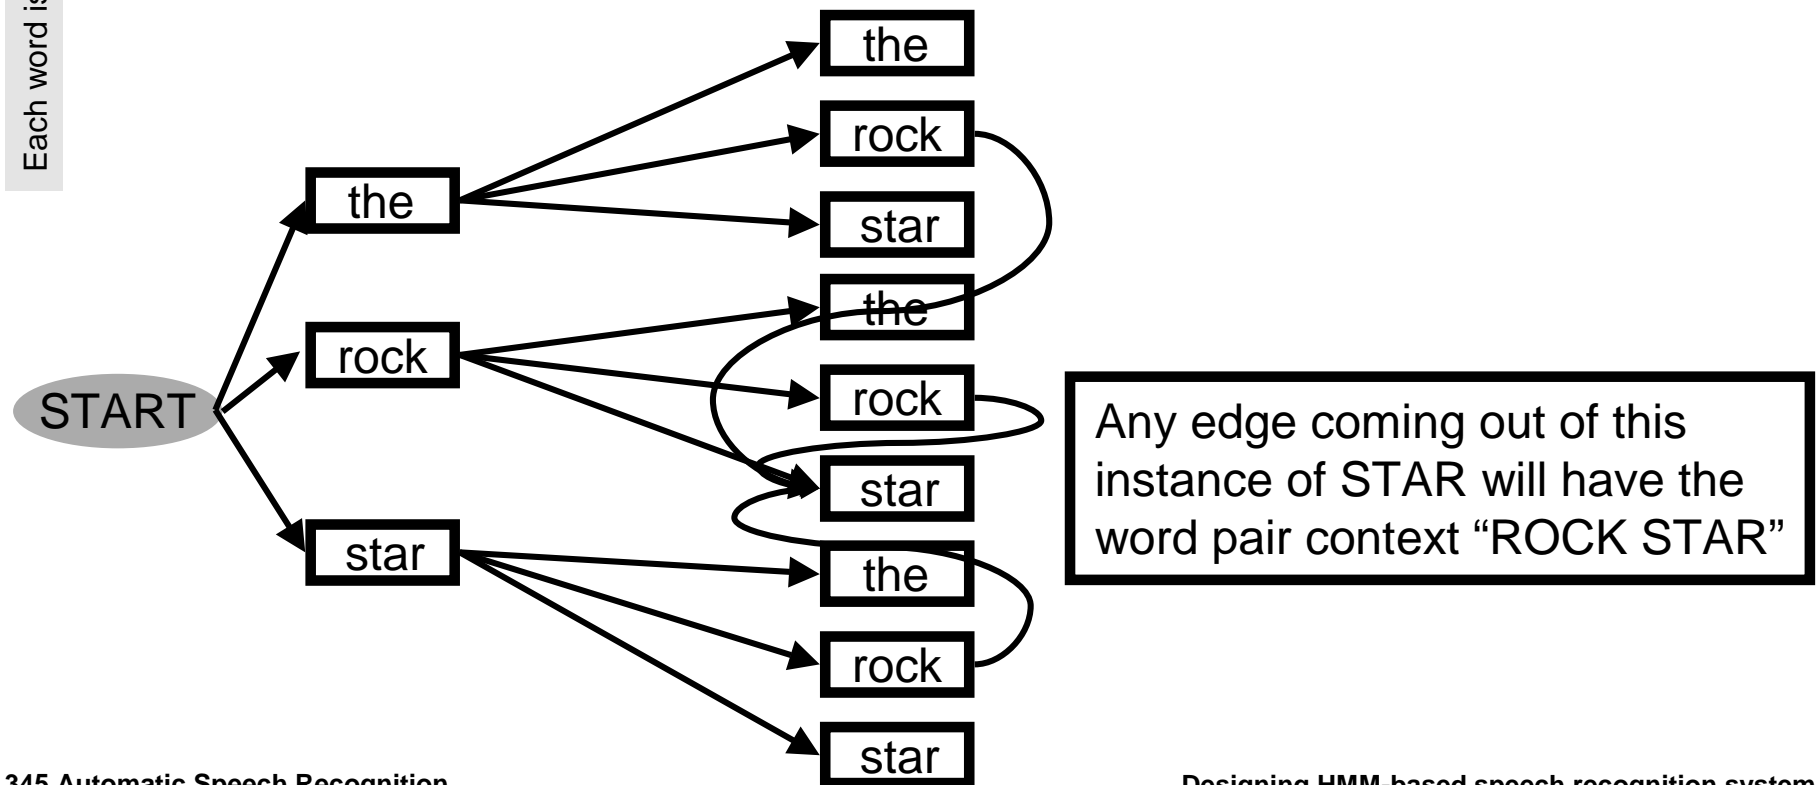 Each word is
the
rock
star
the
rock
the
rock
START
rock
star
star
the
rock
star
Any edge coming out of this
instance of STAR will have the
word pair context “ROCK STAR”
345 Automatic Speech Recognition
Designing HMM-based speech recognition system